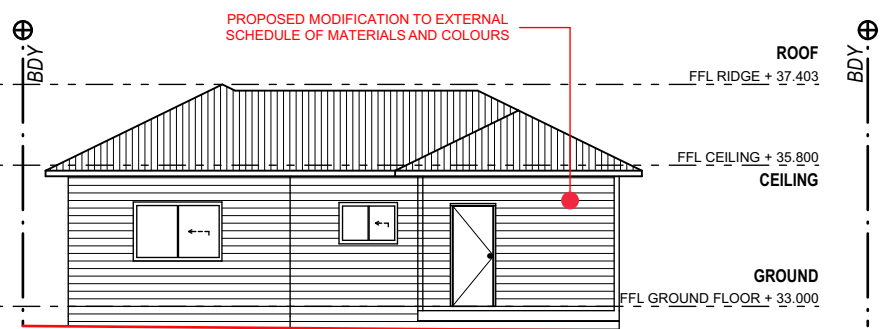 PROPOSED MODIFICATION TO EXTERNAL
SCHEDULE OF MATERIALS AND COLOURS
BDY
BDY
ROOF
FFL RIDGE + 37.403
FFL CEILING + 35.800
CEILING
GROUND
FFL GROUND FLOOR + 33.000